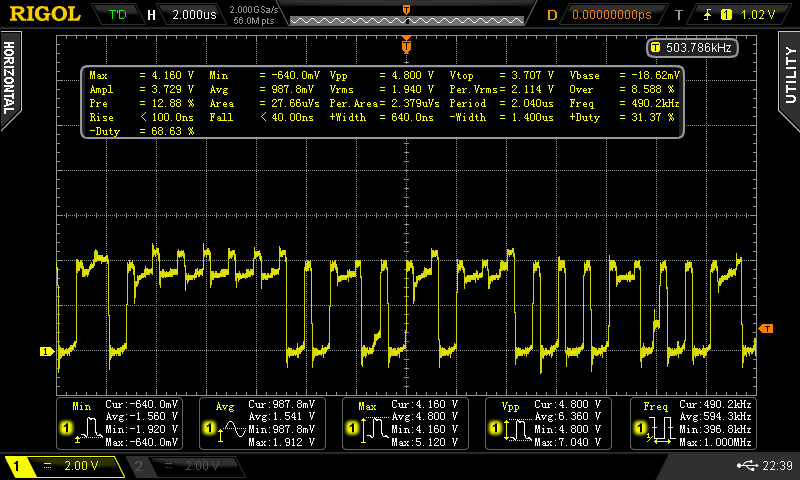 RIGOL T'D H 2.000us 2.000GSa/s 56.0M pts D 0.00000000ps T 1 1.02 V
HORIZONTAL
UTILITY
T
T 503.786kHz
Max = 4.160 V Min = -640.0mV Vpp = 4.800 V Vtop = 3.707 V Vbase = -18.62mV
Ampl = 3.729 V Avg = 987.8mV Vrms = 1.940 V Per.Vrms= 2.114 V Over = 8.588 %
Pre = 12.88 % Area = 27.66uVs Per.Area= 2.379uVs Period = 2.040us Freq = 490.2kHz
Rise < 100.0ns Fall < 40.00ns +Width = 640.0ns -Width = 1.400us +Duty = 31.37 %
-Duty = 68.63 %
T
1
Min Cur:-640.0mV
Avg:-1.560 V
1 Min:-1.920 V
Max:-640.0mV
Avg Cur:987.8mV
Avg:1.541 V
1 Min:987.8mV
Max:1.912 V
Max Cur:4.160 V
Avg:4.800 V
1 Min:4.160 V
Max:5.120 V
Vpp Cur:4.800 V
Avg:6.360 V
1 Min:4.800 V
Max:7.040 V
Freq Cur:490.2kHz
Avg:594.3kHz
1 Min:396.8kHz
Max:1.000MHz
1 2.00 V 2 2.00 V 22:39